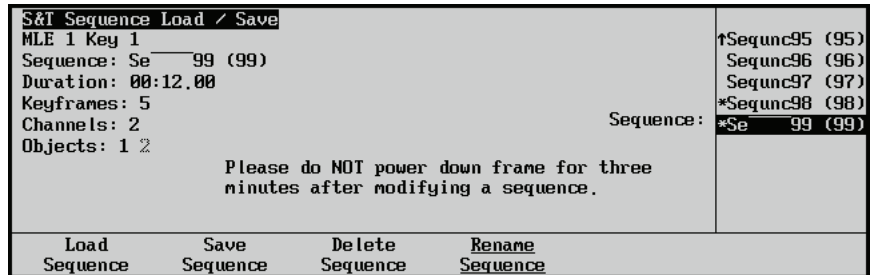 S&T Sequence Load / Save
MLE 1 Key 1
Sequence: Se 99 (99)
Duration: 00:12.00
Keyframes: 5
Channels: 2
Objects: 1 2
Please do NOT power down frame for three
minutes after modifying a sequence.
Sequence:
↑Sequnc95 (95)
Sequnc96 (96)
Sequnc97 (97)
*Sequnc98 (98)
*Se 99 (99)
Load Sequence
Save Sequence
Delete Sequence
Rename Sequence